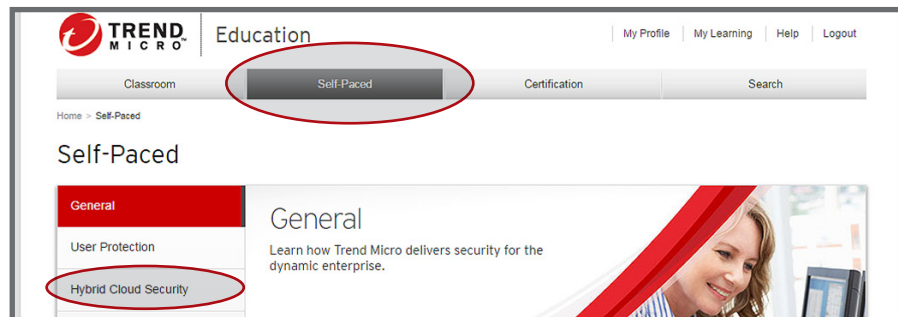 TREND MICRO™
Education
My Profile | My Learning | Help | Logout
Classroom
Self-Paced
Certification
Search
Home > Self-Paced
Self-Paced
General
User Protection
Hybrid Cloud Security
General
Learn how Trend Micro delivers security for the
dynamic enterprise.